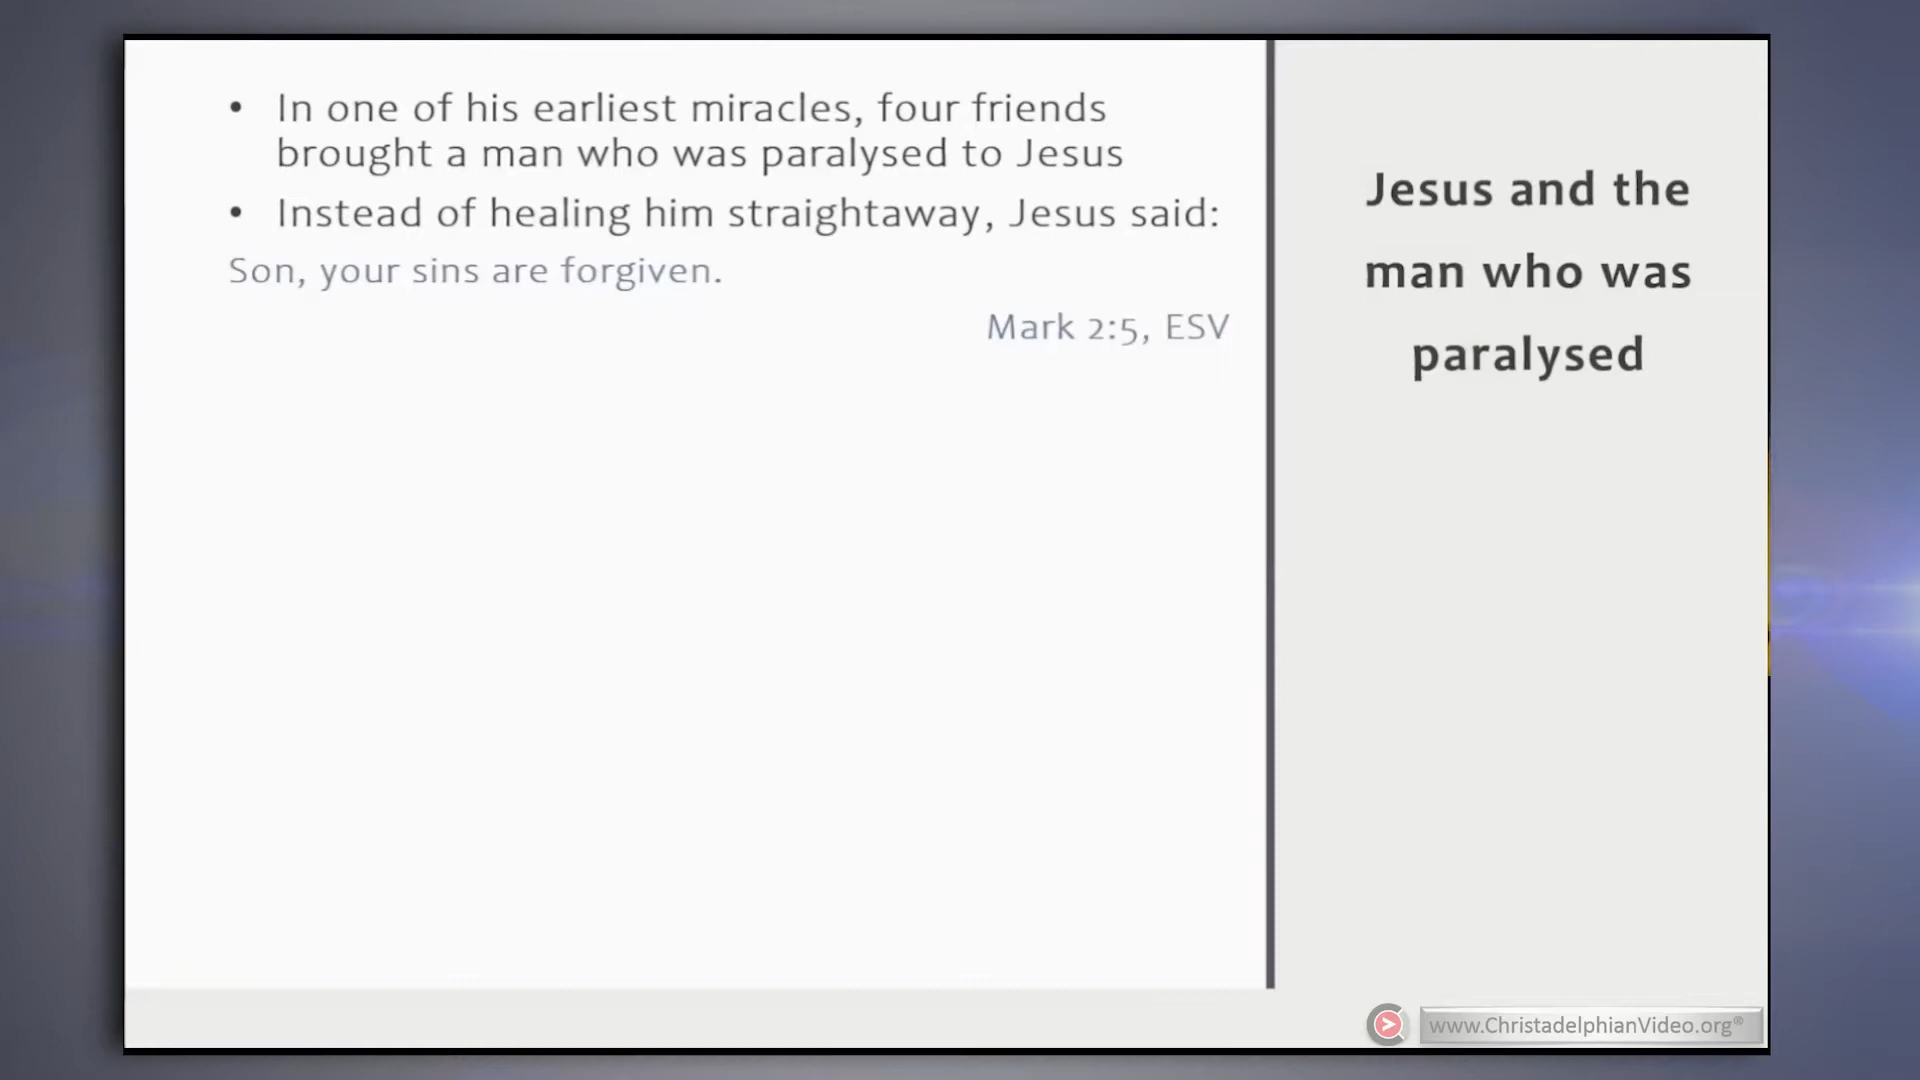 • In one of his earliest miracles, four friends
brought a man who was paralysed to Jesus
• Instead of healing him straightaway, Jesus said:
Son, your sins are forgiven.
Mark 2:5, ESV
Jesus and the
man who was
paralysed
www.ChristadelphianVideo.org®